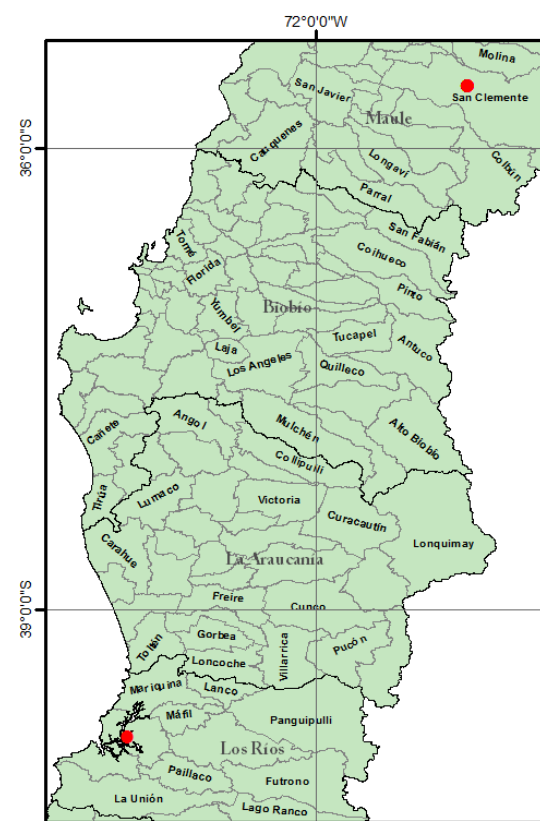 72°0'0"W
Molina
San Javier
San Clemente
Maule
36°0'0"S
Cauquenes
Longaví
Colbún
Parral
San Fabián
Tomé
Coihueco
Florida
Pinto
Yumbel
Biobío
Tucapel
Antuco
Laja
Los Angeles
Quilleco
Angol
Cañete
Mulchén
Alto Biobío
Collipulli
Tirúa
Lumaco
Victoria
Curacautín
Carahue
La Araucanía
Lonquimay
39°0'0"S
Freire
Cunco
Gorbea
Toltén
Villarrica
Pucón
Loncoche
Mariquina
Lanco
Máfil
Panguipulli
Los Ríos
Paillaco
Futrono
La Unión
Lago Ranco